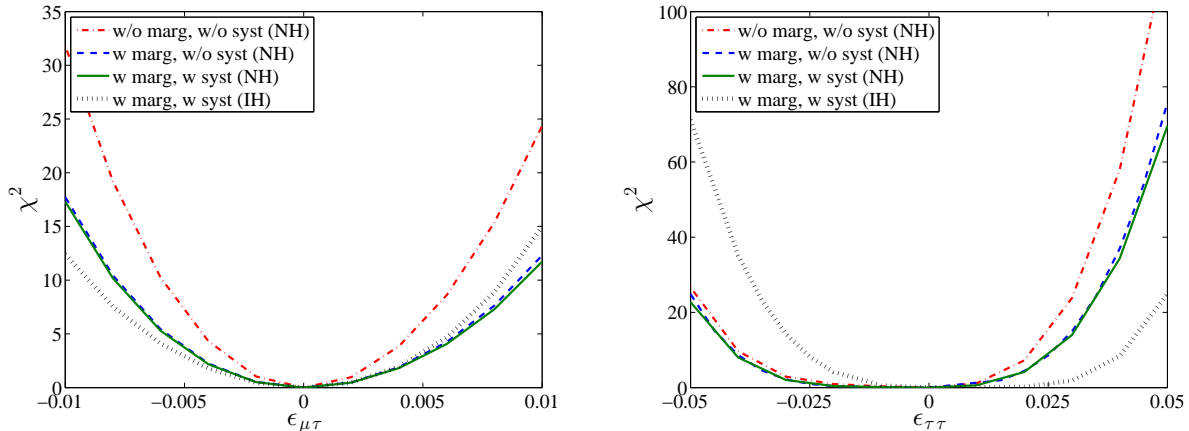 35
30
25
20
15
10
5
0
χ²
w/o marg, w/o syst (NH)
w marg, w/o syst (NH)
w marg, w syst (NH)
w marg, w syst (IH)
−0.01 −0.005 0 0.005 0.01
ϵμτ
100
80
60
40
20
0
χ²
w/o marg, w/o syst (NH)
w marg, w/o syst (NH)
w marg, w syst (NH)
w marg, w syst (IH)
−0.05 −0.025 0 0.025 0.05
ϵττ